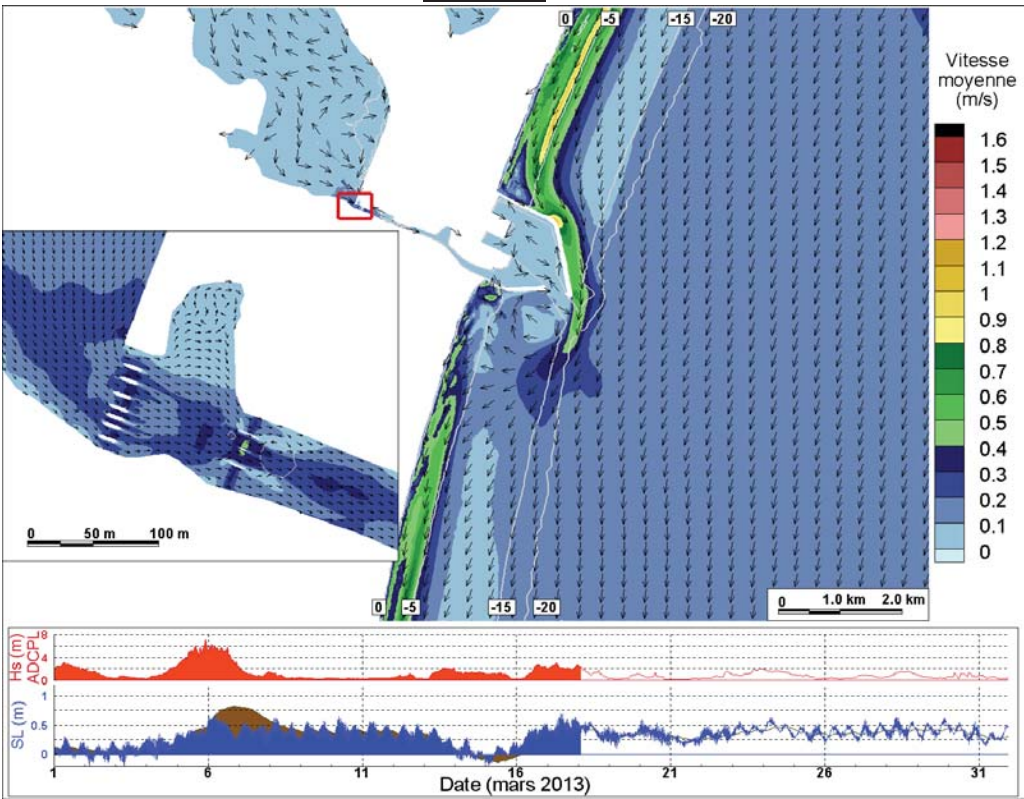 0 -5 -15 -20
Vitesse
moyenne
(m/s)
1.6
1.5
1.4
1.3
1.2
1.1
1
0.9
0.8
0.7
0.6
0.5
0.4
0.3
0.2
0.1
0
0 50 m 100 m
0 -5 -15 -20
0 1.0 km 2.0 km
Hs (m)
ADCPL
8
4
0
SL (m)
1
0.5
0
1 6 11 16 21 26 31
Date (mars 2013)